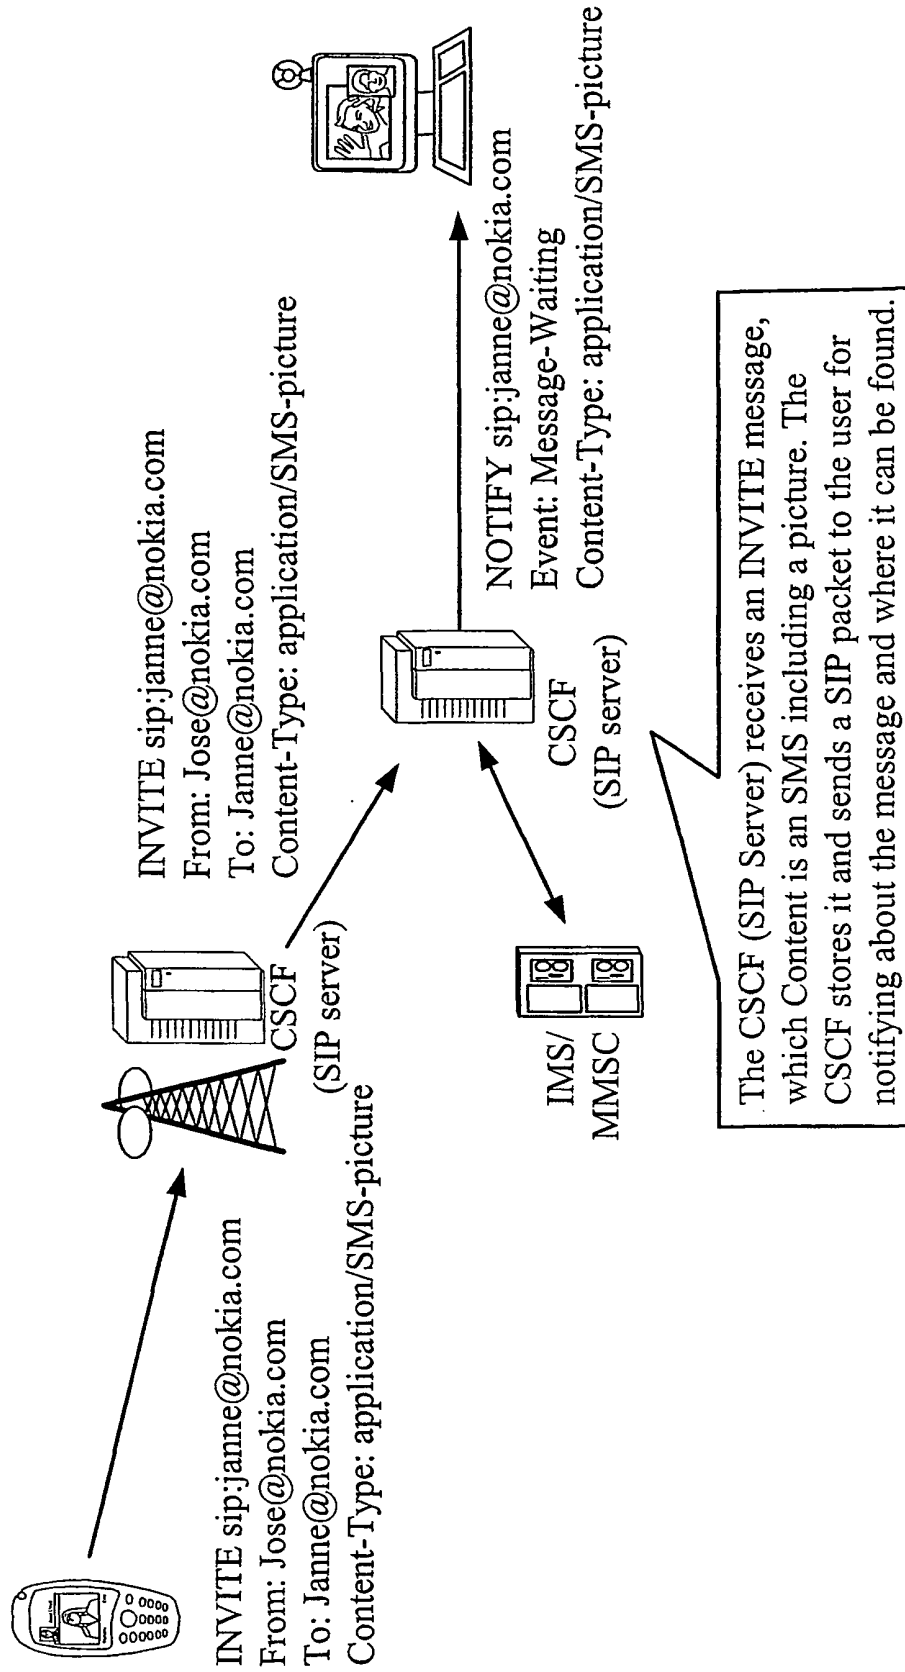 INVITE sip:janne@nokia.com
From: Jose@nokia.com
To: Janne@nokia.com
Content-Type: application/SMS-picture
CSCF
(SIP server)
INVITE sip:janne@nokia.com
From: Jose@nokia.com
To: Janne@nokia.com
Content-Type: application/SMS-picture
IMS/
MMSC
CSCF
(SIP server)
NOTIFY sip:janne@nokia.com
Event: Message-Waiting
Content-Type: application/SMS-picture
The CSCF (SIP Server) receives an INVITE message,
which Content is an SMS including a picture. The
CSCF stores it and sends a SIP packet to the user for
notifying about the message and where it can be found.